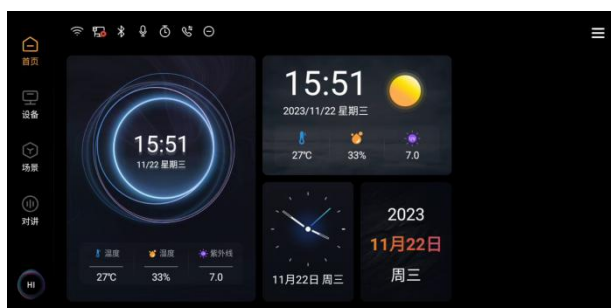 首页
设备
场景
对讲
HI
15:51
11/22 星期三
温度 湿度 紫外线
27℃ 33% 7.0
15:51
2023/11/22 星期三
27℃ 33% 7.0
11月22日 周三
2023
11月22日
周三